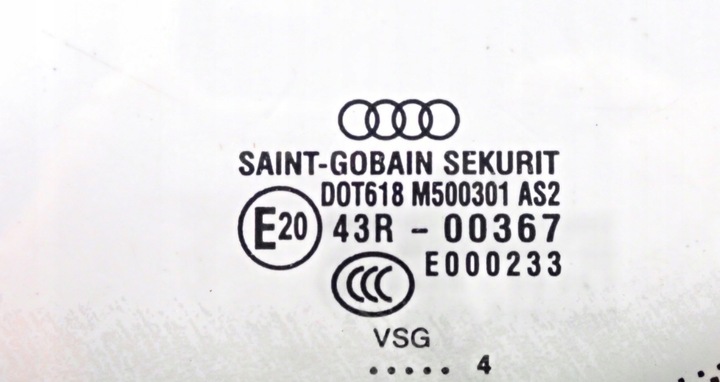 SAINT-GOBAIN SEKURIT
DOT618 M500301 AS2
E20 43R - 00367
CCC E000233
VSG
..... 4